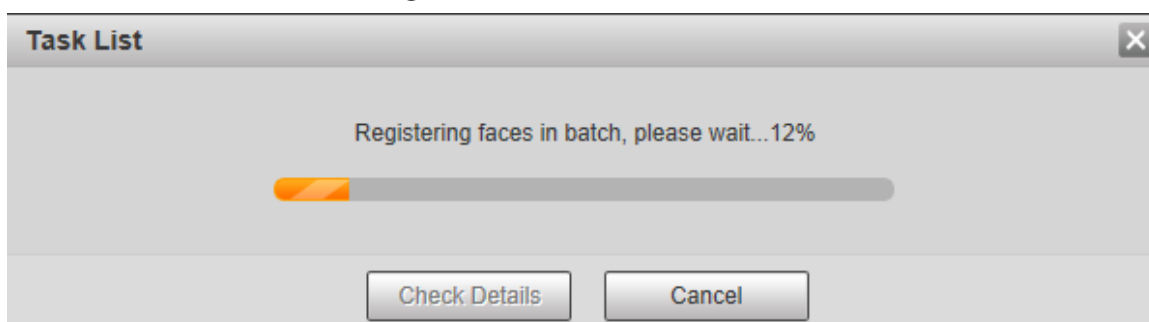 Task List
Registering faces in batch, please wait...12%
Check Details
Cancel